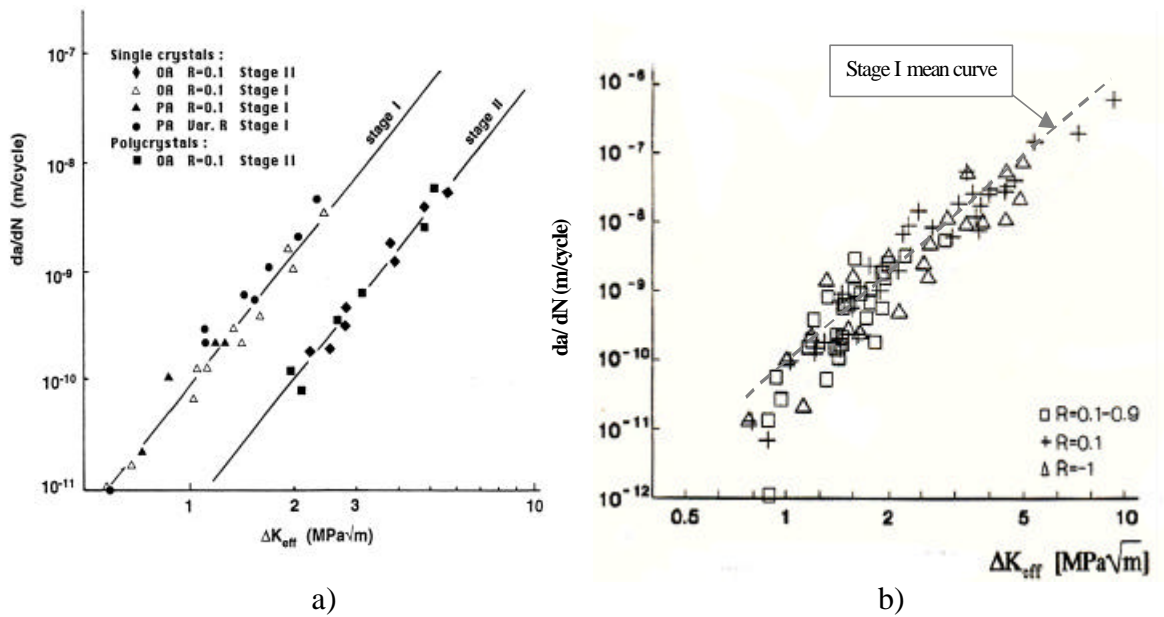 Single crystals :
◆ OA R=0.1 Stage II
△ OA R=0.1 Stage I
▲ PA R=0.1 Stage I
● PA Var. R Stage I
Polycrystals :
■ OA R=0.1 Stage II
stage I
stage II
da/dN (m/cycle)
10⁻⁷
10⁻⁸
10⁻⁹
10⁻¹⁰
10⁻¹¹
1 2 3 10
ΔKeff (MPa√m)
a)
Stage I mean curve
da/dN (m/cycle)
10⁻⁶
10⁻⁷
10⁻⁸
10⁻⁹
10⁻¹⁰
10⁻¹¹
10⁻¹²
□ R=0.1-0.9
+ R=0.1
△ R=-1
0.5 1 2 5 10
ΔKeff [MPa√m]
b)